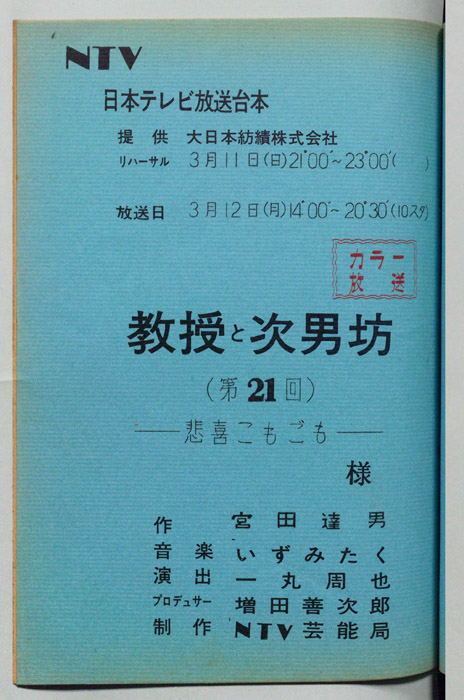 NTV
日本テレビ放送台本
提供 大日本紡績株式会社
リハーサル 3月11日(日)21°00′~23°00′( )
放送日 3月12日(月)14°00′~20°30′(10スタ)
カラー
放送
教授と次男坊
(第21回)
――悲喜こもごも――
様
作 宮田達男
音楽 いずみたく
演出 一丸周也
プロデュサー 増田善次郎
制作 NTV芸能局